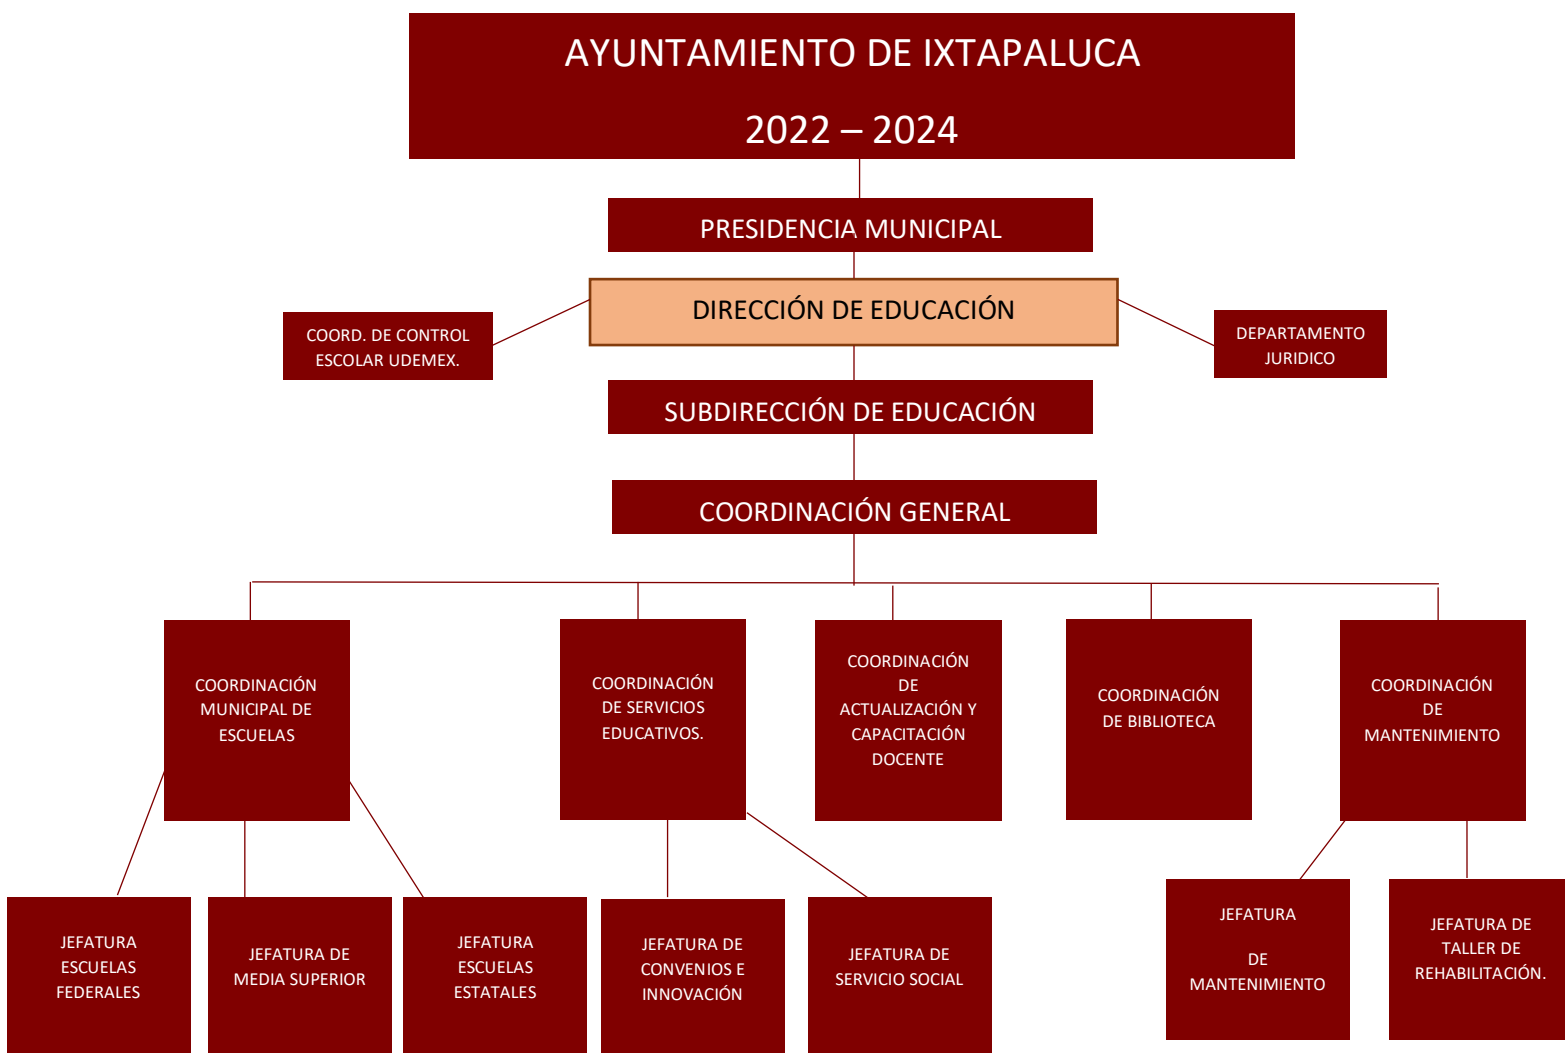 AYUNTAMIENTO DE IXTAPALUCA
2022 – 2024
PRESIDENCIA MUNICIPAL
DIRECCIÓN DE EDUCACIÓN
COORD. DE CONTROL
ESCOLAR UDEMEX.
DEPARTAMENTO
JURIDICO
SUBDIRECCIÓN DE EDUCACIÓN
COORDINACIÓN GENERAL
COORDINACIÓN
MUNICIPAL DE
ESCUELAS
COORDINACIÓN
DE SERVICIOS
EDUCATIVOS.
COORDINACIÓN
DE
ACTUALIZACIÓN Y
CAPACITACIÓN
DOCENTE
COORDINACIÓN
DE BIBLIOTECA
COORDINACIÓN
DE
MANTENIMIENTO
JEFATURA
ESCUELAS
FEDERALES
JEFATURA DE
MEDIA SUPERIOR
JEFATURA
ESCUELAS
ESTATALES
JEFATURA DE
CONVENIOS E
INNOVACIÓN
JEFATURA DE
SERVICIO SOCIAL
JEFATURA
DE
MANTENIMIENTO
JEFATURA DE
TALLER DE
REHABILITACIÓN.